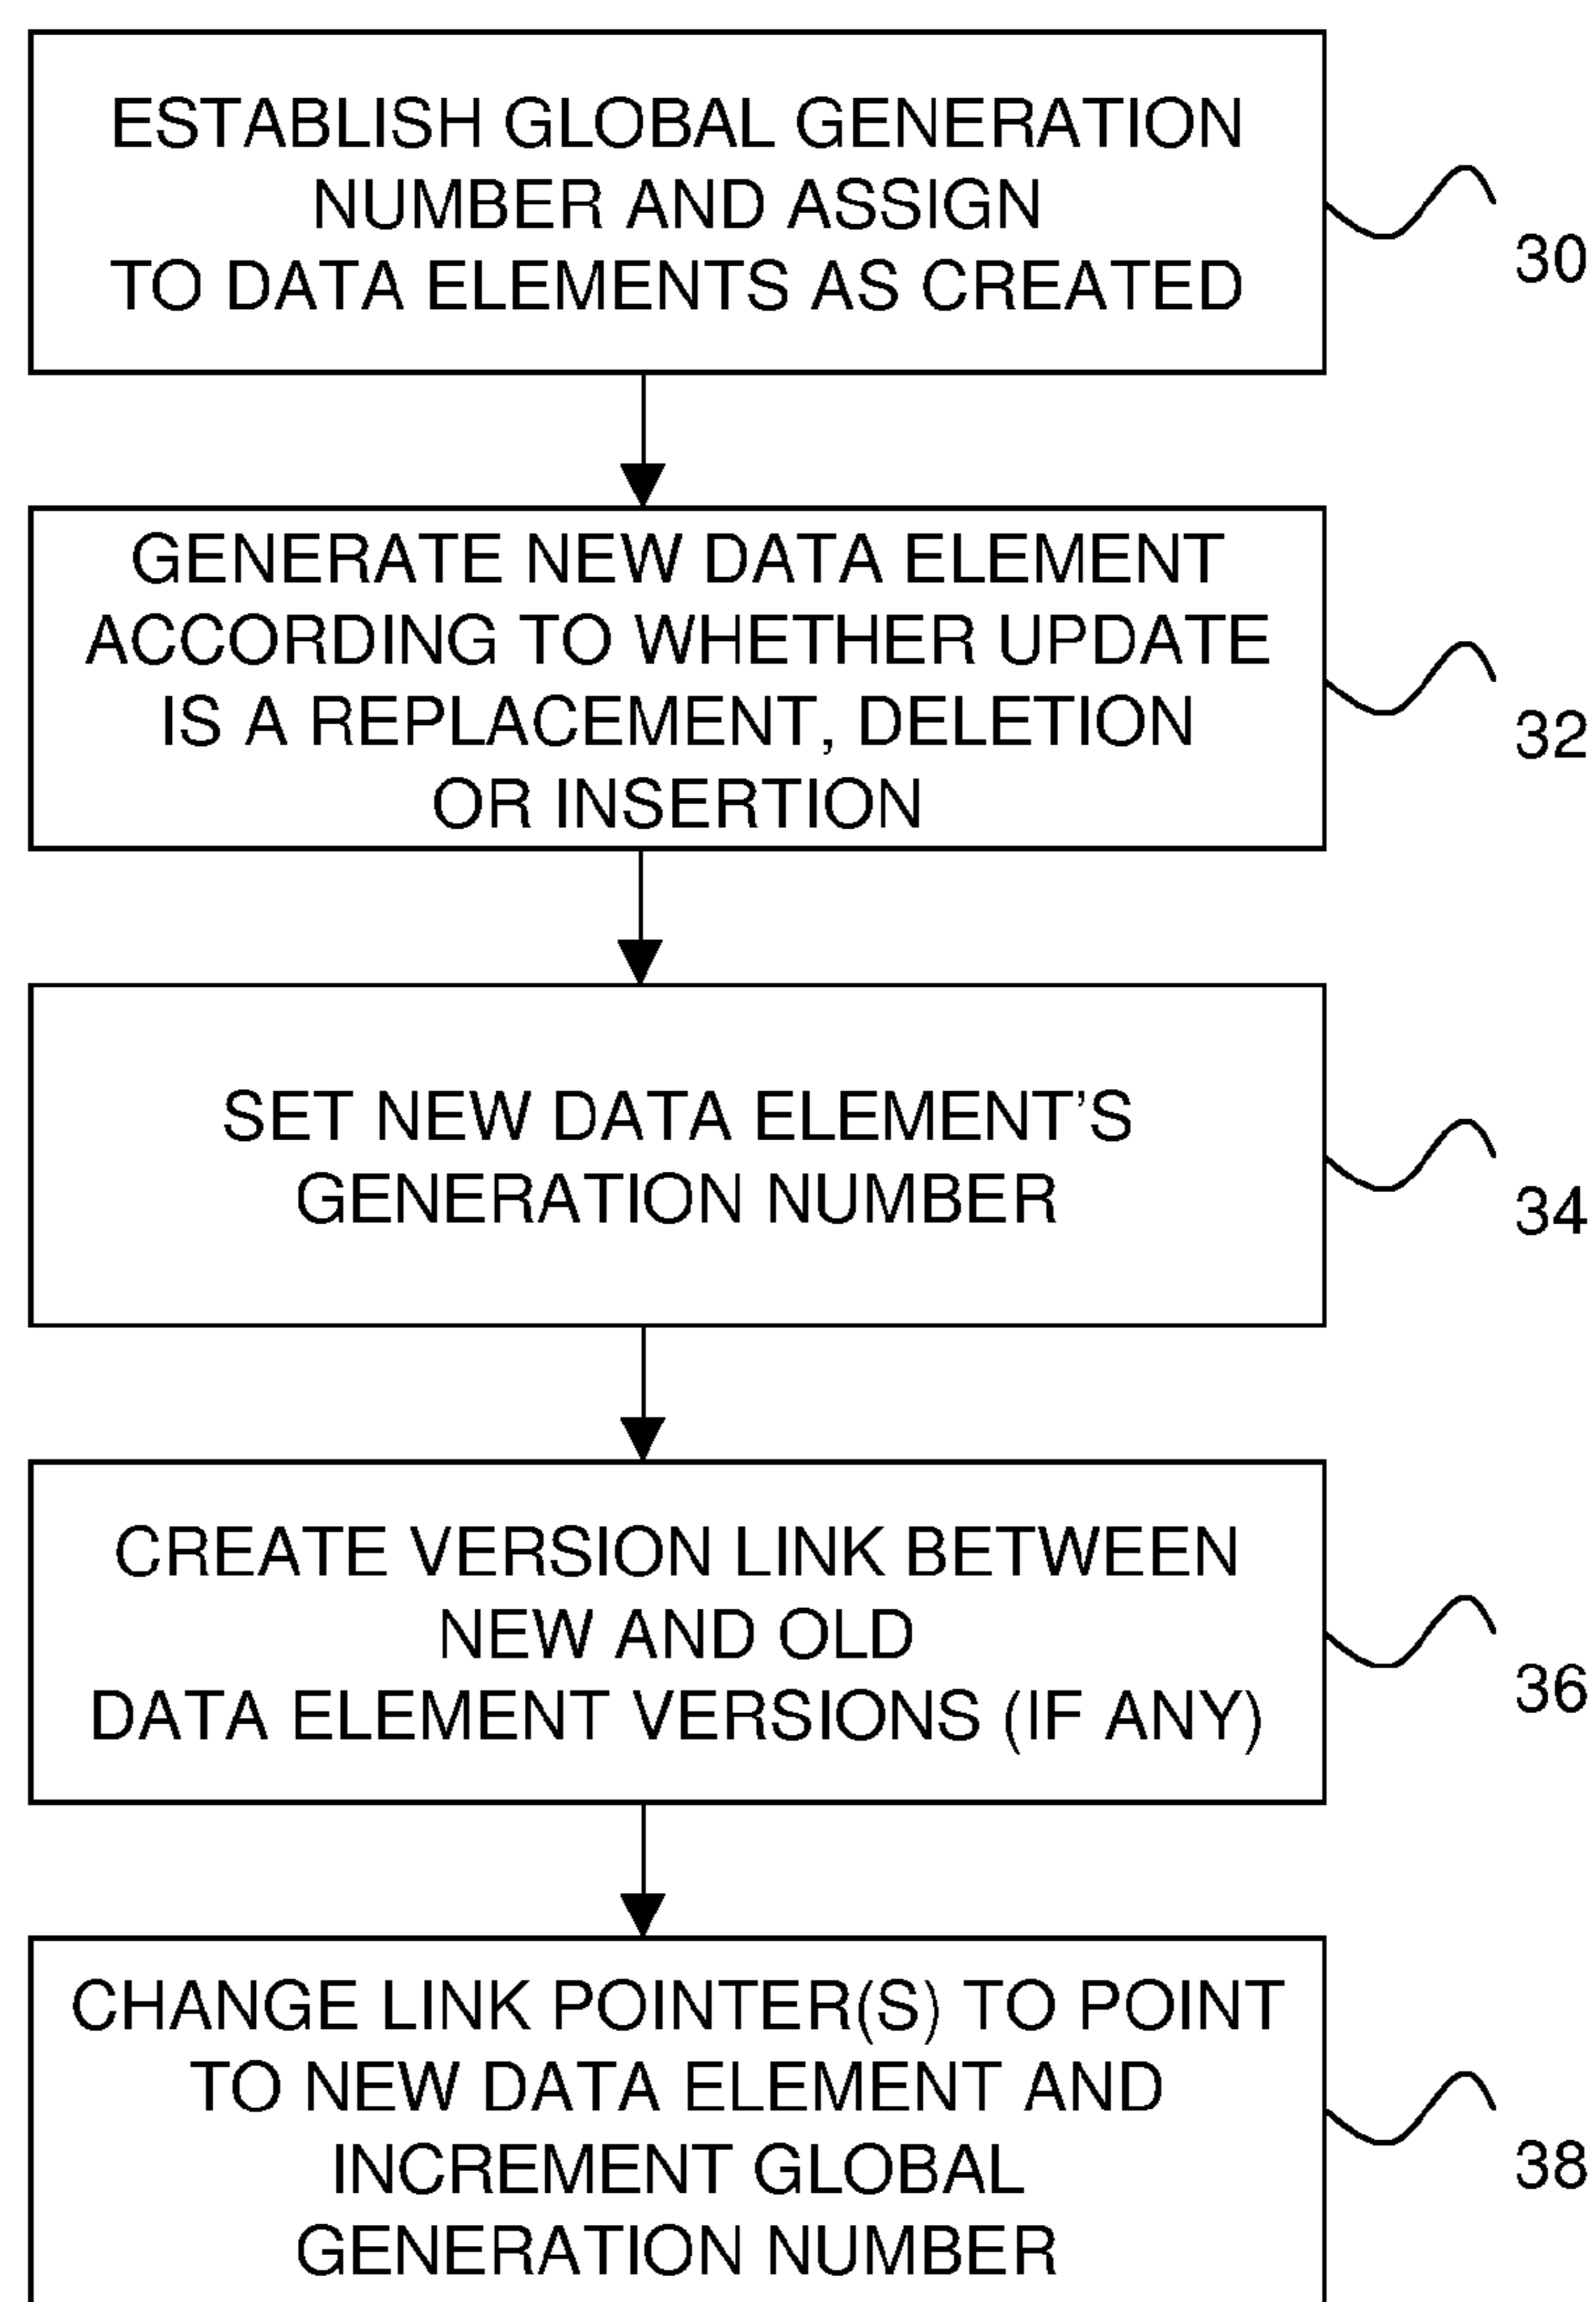 ESTABLISH GLOBAL GENERATION
NUMBER AND ASSIGN
TO DATA ELEMENTS AS CREATED
30
GENERATE NEW DATA ELEMENT
ACCORDING TO WHETHER UPDATE
IS A REPLACEMENT, DELETION
OR INSERTION
32
SET NEW DATA ELEMENT'S
GENERATION NUMBER
34
CREATE VERSION LINK BETWEEN
NEW AND OLD
DATA ELEMENT VERSIONS (IF ANY)
36
CHANGE LINK POINTER(S) TO POINT
TO NEW DATA ELEMENT AND
INCREMENT GLOBAL
GENERATION NUMBER
38